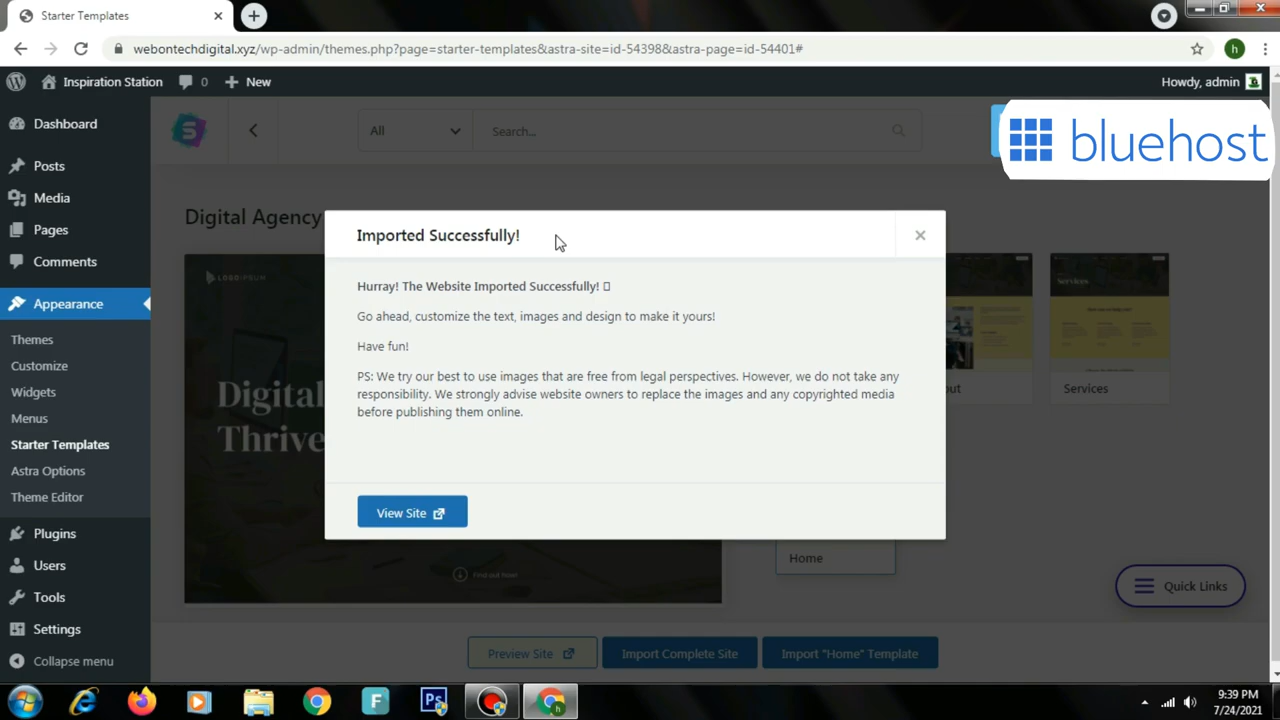 Starter Templates
webontechdigital.xyz/wp-admin/themes.php?page=starter-templates&astra-site=id-54398&astra-page=id-54401#
h
Inspiration Station
0
New
Howdy, admin
Dashboard
Posts
Media
Pages
Comments
Appearance
Themes
Customize
Widgets
Menus
Starter Templates
Astra Options
Theme Editor
Plugins
Users
Tools
Settings
Collapse menu
S
All
Search...
bluehost
Digital Agency
LOGOIPSUM
Digital
Thrive
Find out how!
Imported Successfully!
Hurray! The Website Imported Successfully!
Go ahead, customize the text, images and design to make it yours!
Have fun!
PS: We try our best to use images that are free from legal perspectives. However, we do not take any
responsibility. We strongly advise website owners to replace the images and any copyrighted media
before publishing them online.
View Site
Services
out
Services
Home
Quick Links
Preview Site
Import Complete Site
Import "Home" Template
F
Ps
h
9:39 PM
7/24/2021